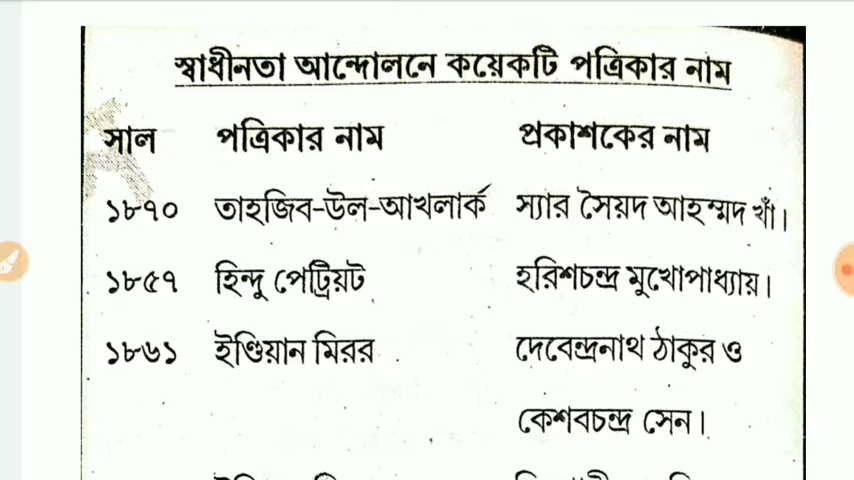 স্বাধীনতা আন্দোলনে কয়েকটি পত্রিকার নাম
সাল পত্রিকার নাম প্রকাশকের নাম
১৮৭০ তাহজিব-উল-আখলার্ক স্যার সৈয়দ আহম্মদ খাঁ।
১৮৫৭ হিন্দু পেট্রিয়ট হরিশচন্দ্র মুখোপাধ্যায়।
১৮৬১ ইণ্ডিয়ান মিরর দেবেন্দ্রনাথ ঠাকুর ও
কেশবচন্দ্র সেন।